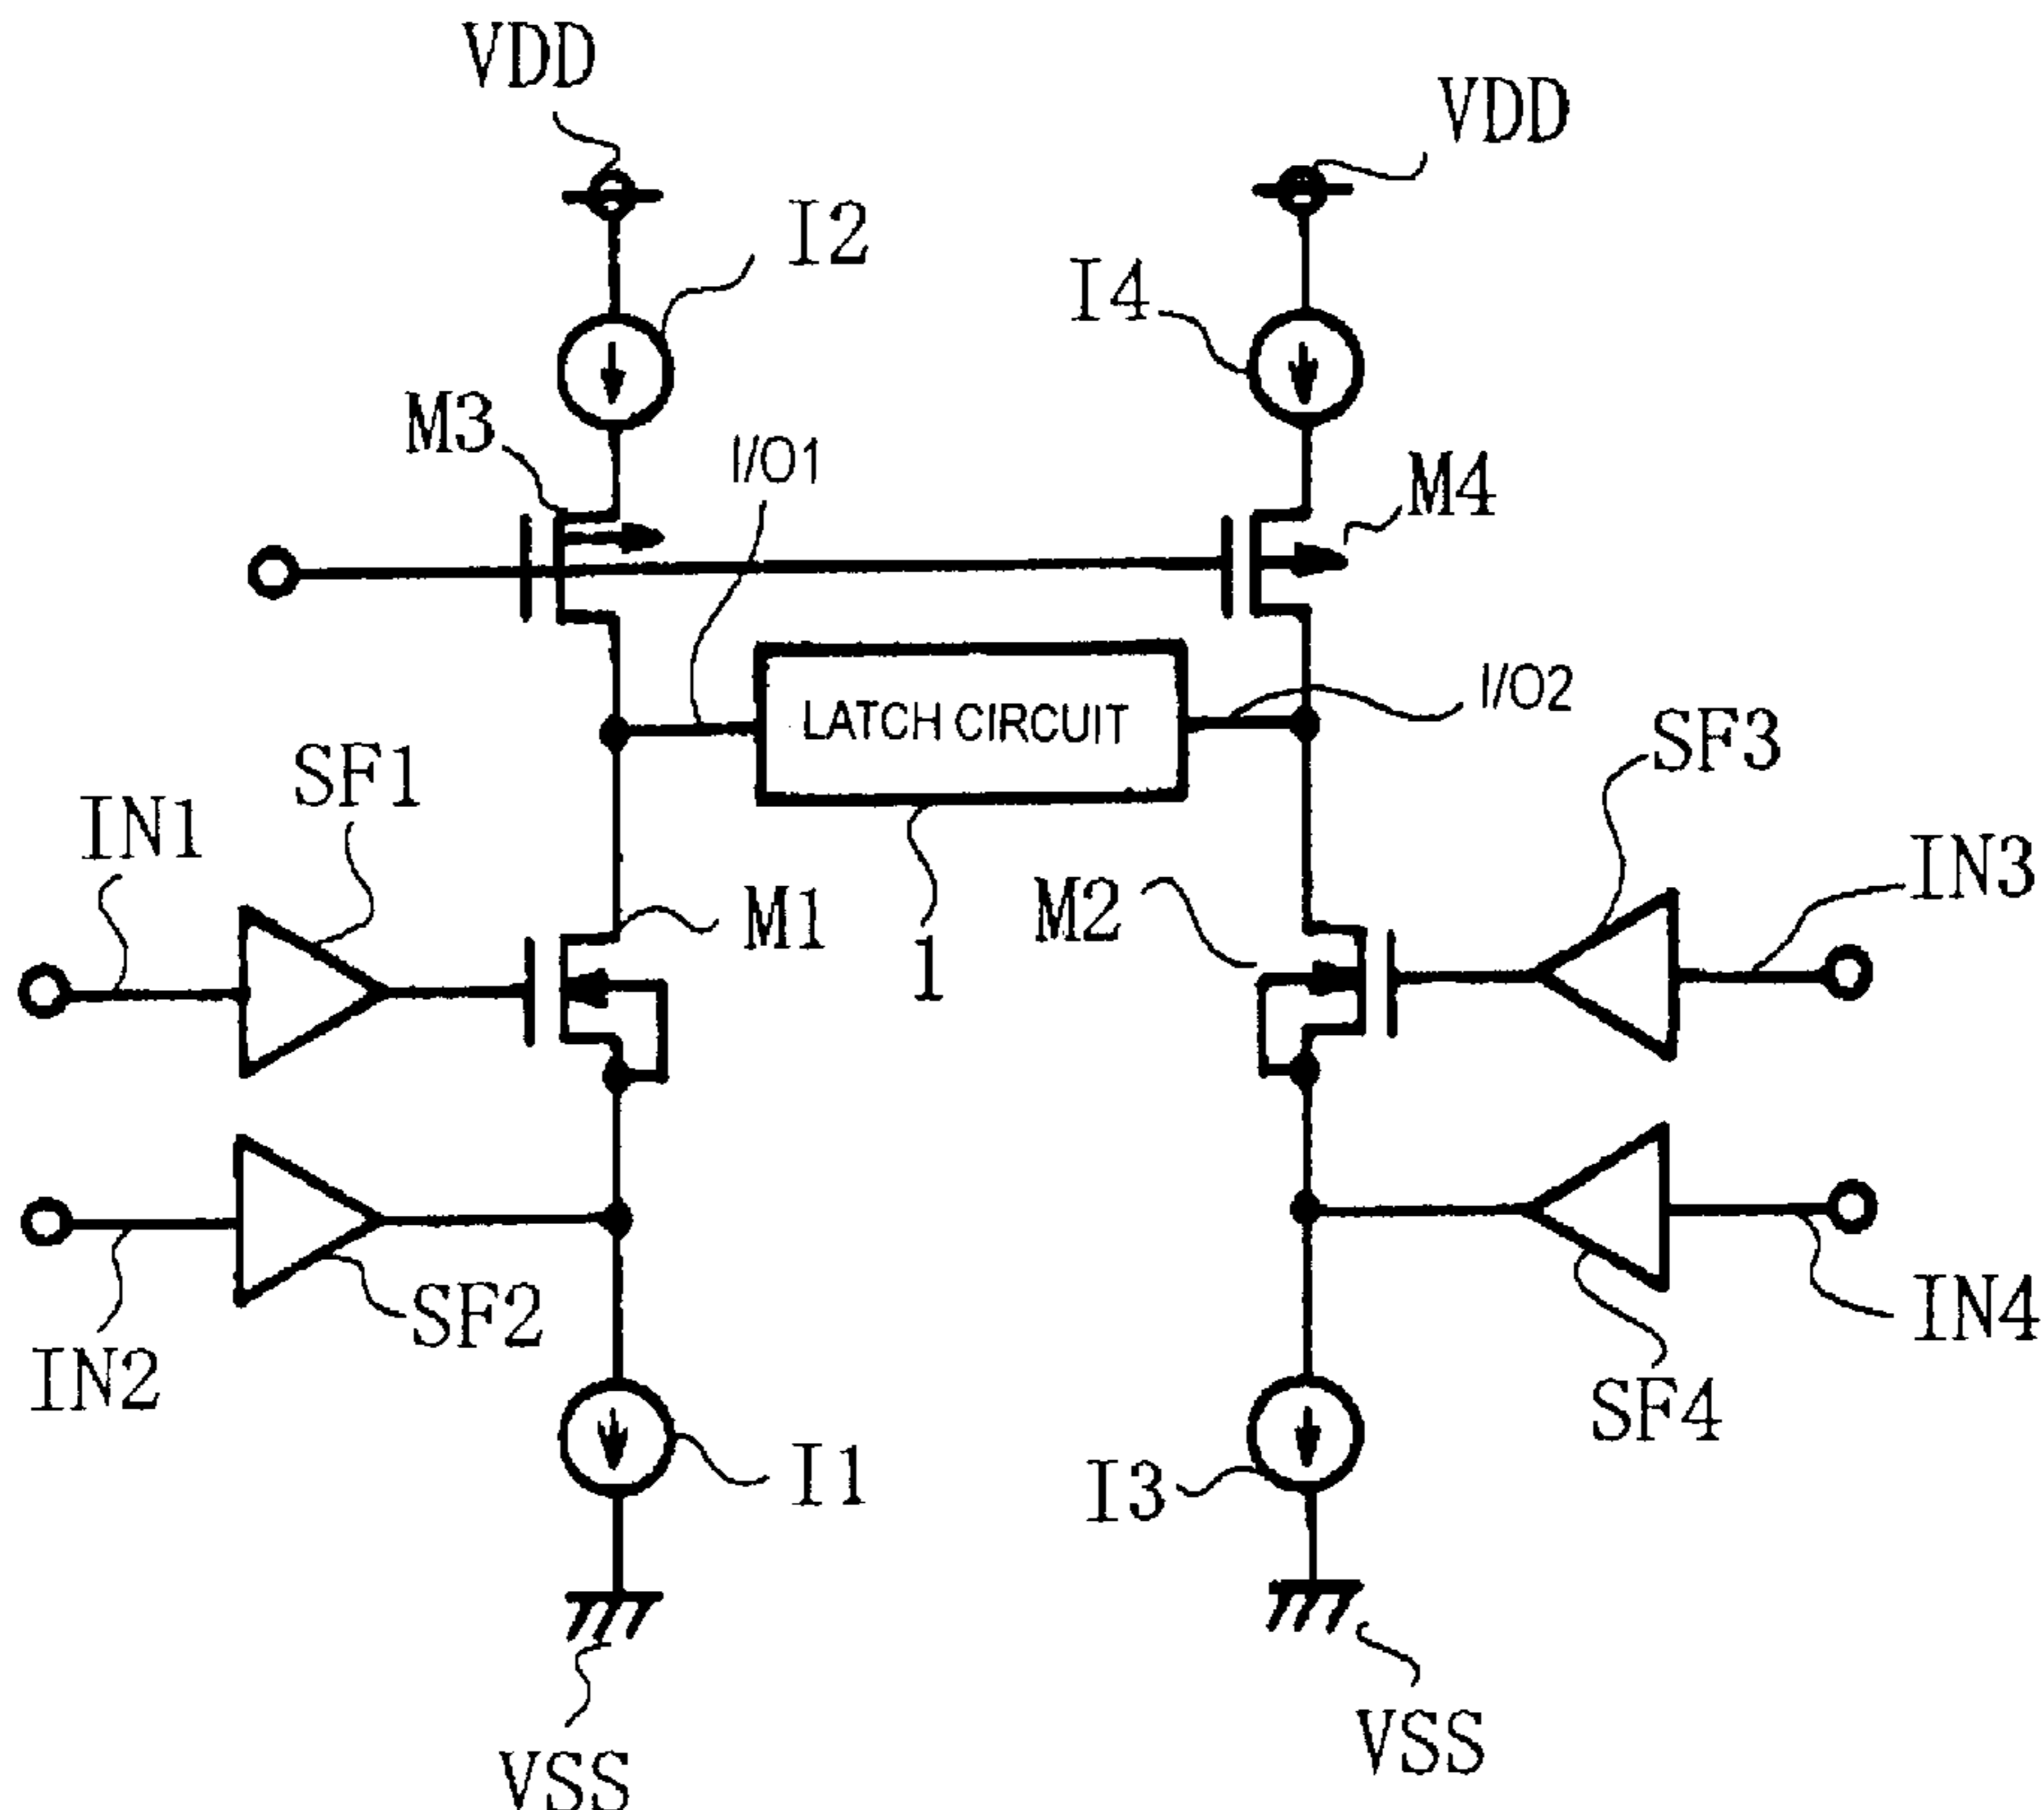 VDD
VDD
I2
I4
M3
I/O1
M4
LATCH CIRCUIT
I/O2
SF1
SF3
IN1
IN3
M1
M2
1
SF2
IN2
IN4
SF4
I1
I3
VSS
VSS